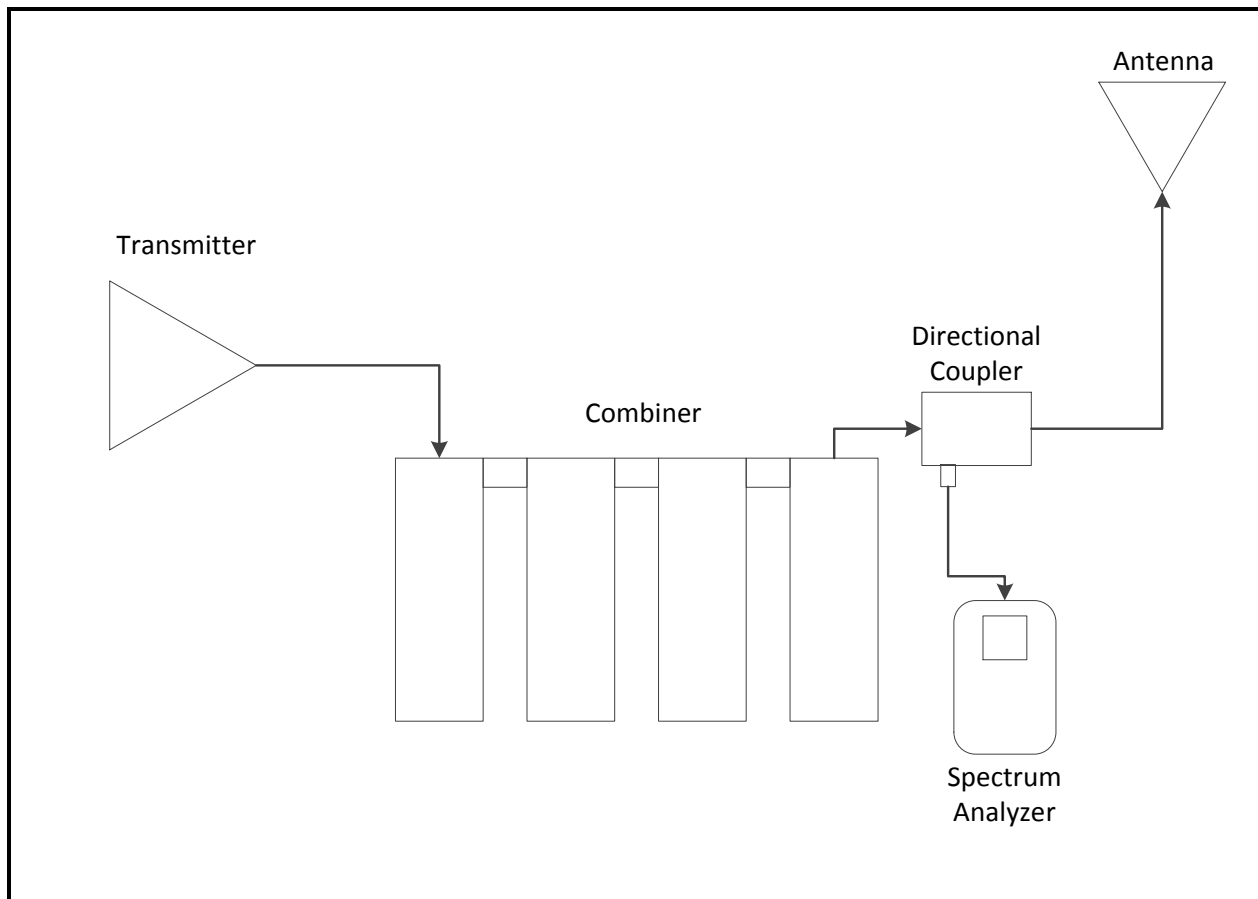 Antenna
Transmitter
Directional
Coupler
Combiner
Spectrum
Analyzer